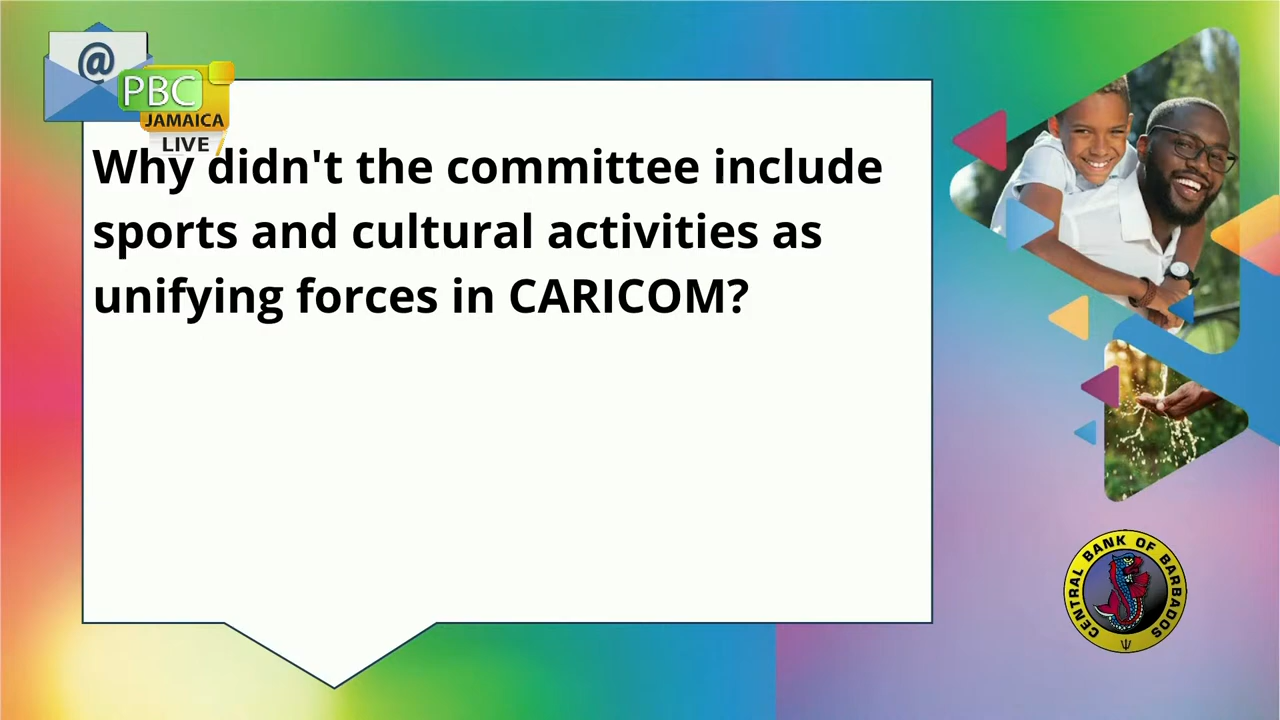 @
PBC
JAMAICA
LIVE
Why didn't the committee include
sports and cultural activities as
unifying forces in CARICOM?
CENTRAL BANK OF BARBADOS